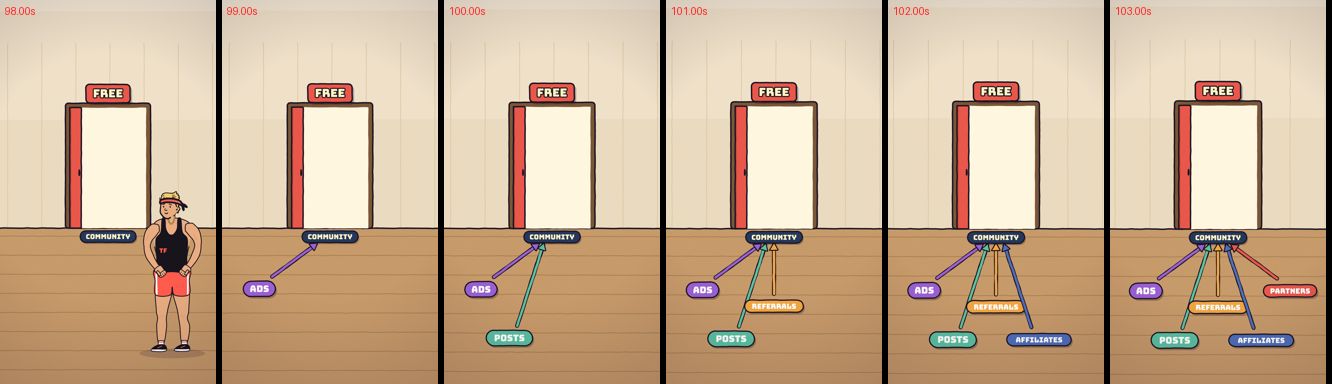 98.00s
FREE
COMMUNITY
TF
99.00s
FREE
COMMUNITY
ADS
100.00s
FREE
COMMUNITY
ADS
POSTS
101.00s
FREE
COMMUNITY
ADS
REFERRALS
POSTS
102.00s
FREE
COMMUNITY
ADS
REFERRALS
POSTS
AFFILIATES
103.00s
FREE
COMMUNITY
ADS
PARTNERS
REFERRALS
POSTS
AFFILIATES